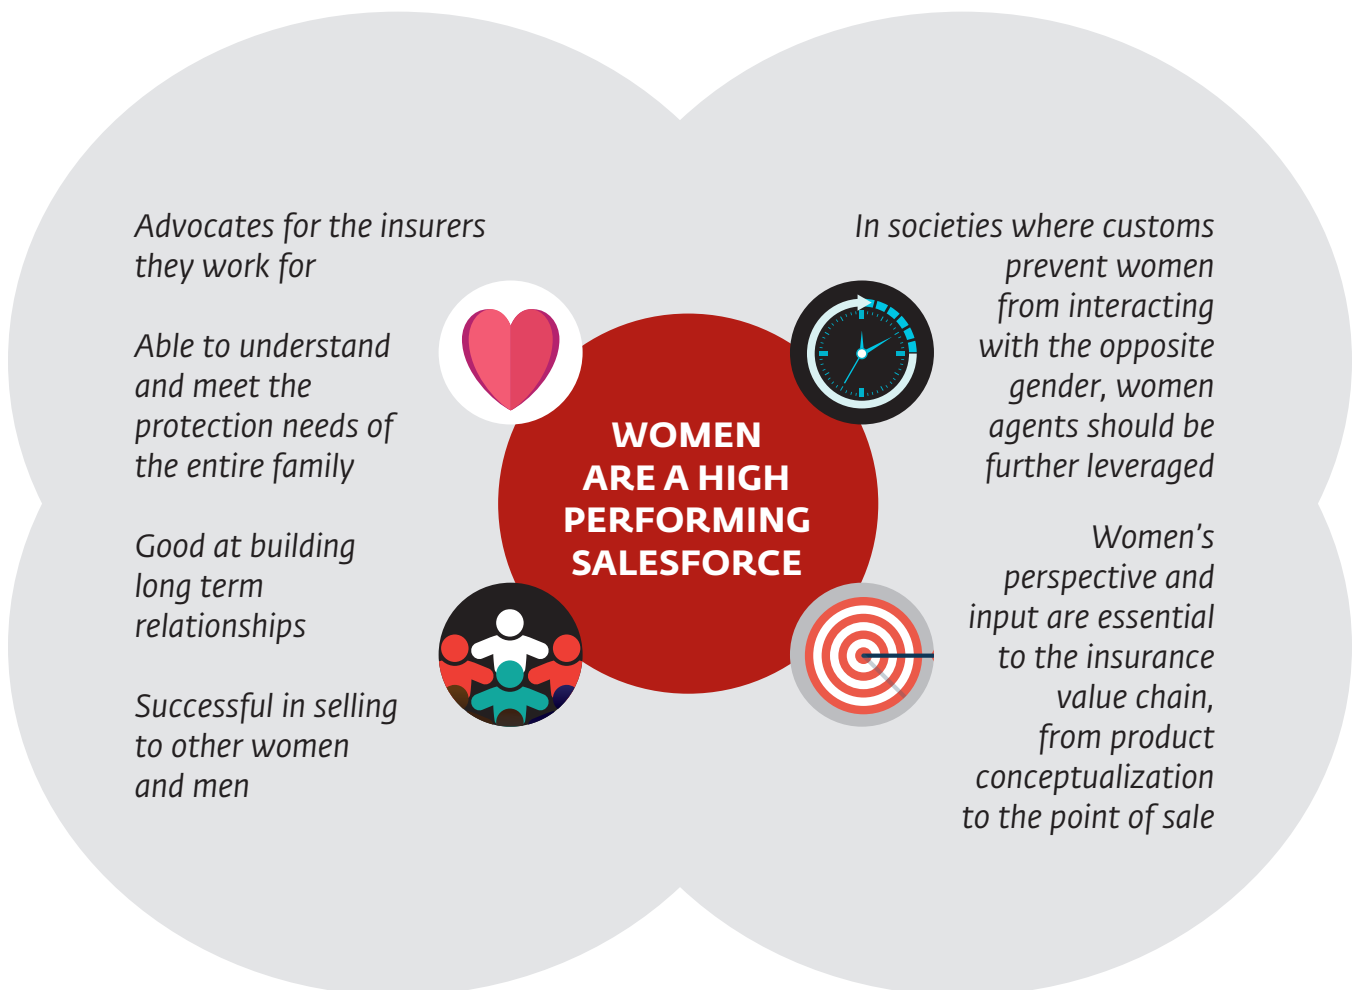 Advocates for the insurers
they work for
Able to understand
and meet the
protection needs of
the entire family
Good at building
long term
relationships
Successful in selling
to other women
and men
WOMEN
ARE A HIGH
PERFORMING
SALESFORCE
In societies where customs
prevent women
from interacting
with the opposite
gender, women
agents should be
further leveraged
Women’s
perspective and
input are essential
to the insurance
value chain,
from product
conceptualization
to the point of sale